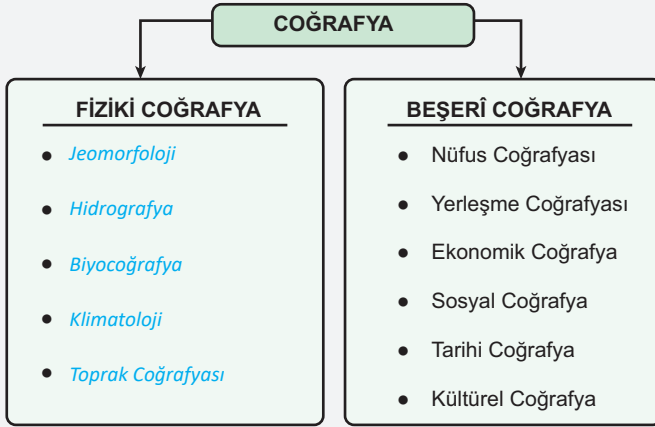 COĞRAFYA
FİZİKİ COĞRAFYA
● Jeomorfoloji
● Hidrografya
● Biyocoğrafya
● Klimatoloji
● Toprak Coğrafyası
BEŞERÎ COĞRAFYA
● Nüfus Coğrafyası
● Yerleşme Coğrafyası
● Ekonomik Coğrafya
● Sosyal Coğrafya
● Tarihi Coğrafya
● Kültürel Coğrafya